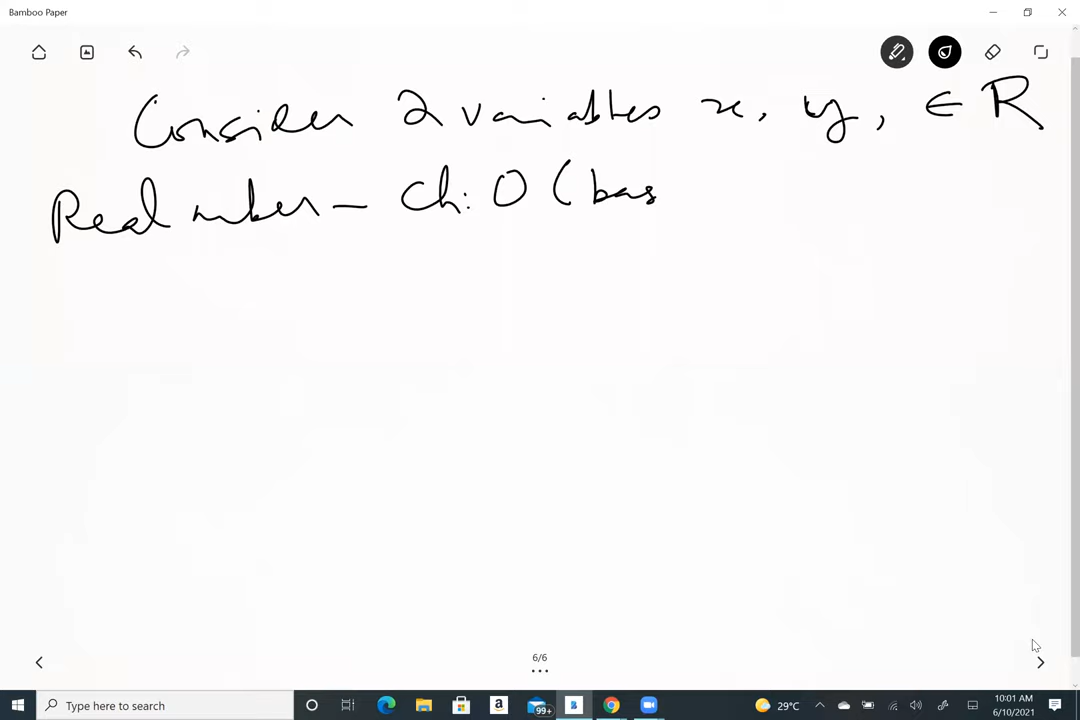 Bamboo Paper
Consider 2 variables x, y, ∈ R
Real number - Ch: 0 (bas
6/6
Type here to search
99+
29°C
10:01 AM
6/10/2021